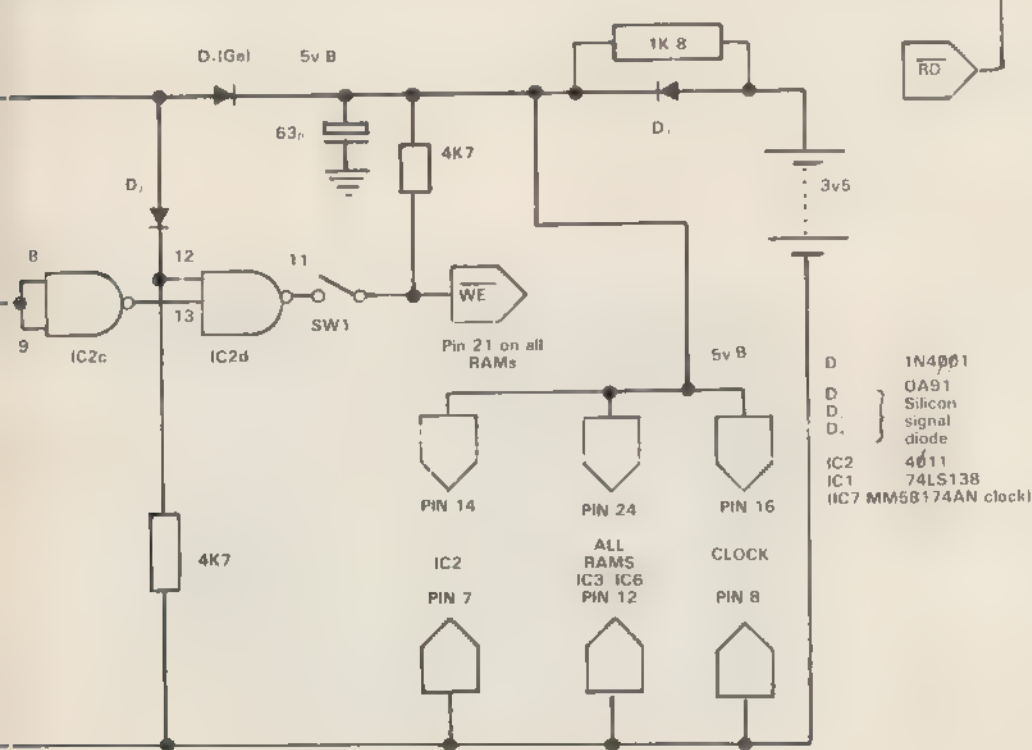 1K 8
RD
D.(Ge)
5v B
63
4K7
D
3v5
D
8
12
11
WE
13
SW1
9
IC2c
IC2d
Pin 21 on all
RAMs
5v B
D 1N4001
D OA91
D Silicon
D signal
diode
IC2 4011
IC1 74LS138
(IC7 MM58174AN clock)
PIN 14
PIN 24
PIN 16
4K7
IC2
ALL
RAMS
IC3 IC6
CLOCK
PIN 7
PIN 12
PIN 8